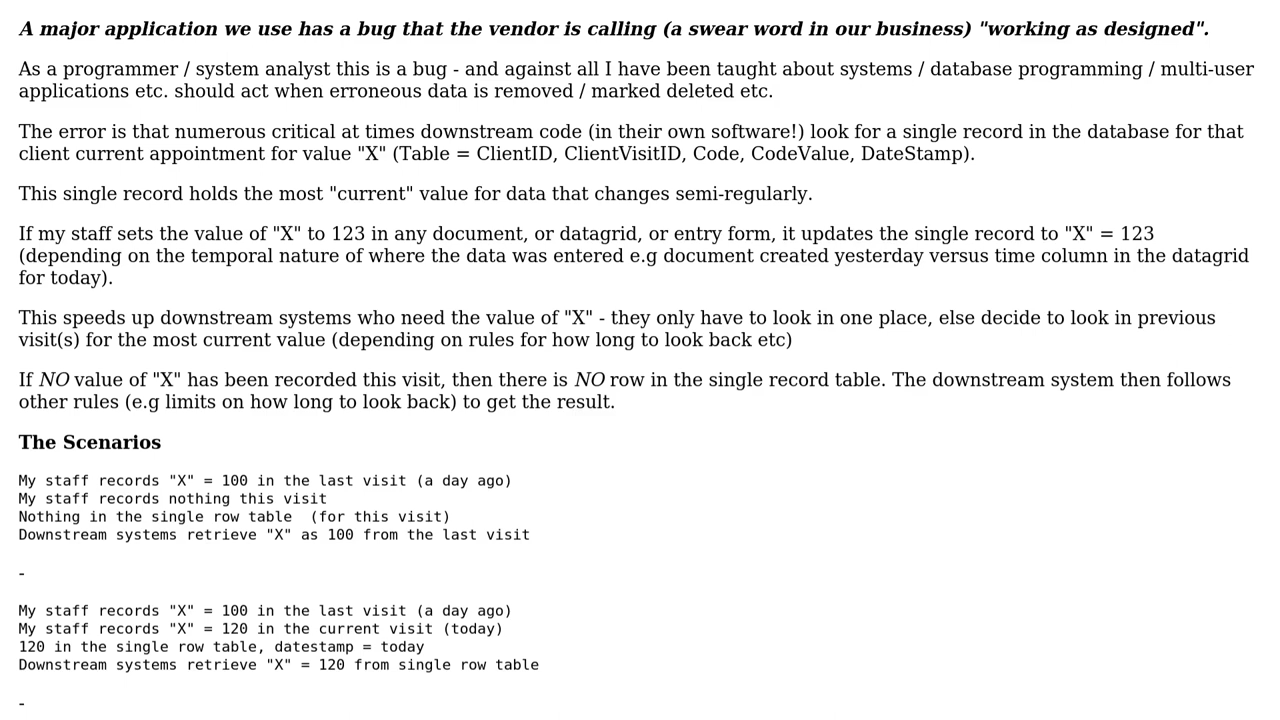 A major application we use has a bug that the vendor is calling (a swear word in our business) "working as designed".
As a programmer / system analyst this is a bug - and against all I have been taught about systems / database programming / multi-user
applications etc. should act when erroneous data is removed / marked deleted etc.
The error is that numerous critical at times downstream code (in their own software!) look for a single record in the database for that
client current appointment for value "X" (Table = ClientID, ClientVisitID, Code, CodeValue, DateStamp).
This single record holds the most "current" value for data that changes semi-regularly.
If my staff sets the value of "X" to 123 in any document, or datagrid, or entry form, it updates the single record to "X" = 123
(depending on the temporal nature of where the data was entered e.g document created yesterday versus time column in the datagrid
for today).
This speeds up downstream systems who need the value of "X" - they only have to look in one place, else decide to look in previous
visit(s) for the most current value (depending on rules for how long to look back etc)
If NO value of "X" has been recorded this visit, then there is NO row in the single record table. The downstream system then follows
other rules (e.g limits on how long to look back) to get the result.
The Scenarios
My staff records "X" = 100 in the last visit (a day ago)
My staff records nothing this visit
Nothing in the single row table  (for this visit)
Downstream systems retrieve "X" as 100 from the last visit
-
My staff records "X" = 100 in the last visit (a day ago)
My staff records "X" = 120 in the current visit (today)
120 in the single row table, datestamp = today
Downstream systems retrieve "X" = 120 from single row table
-